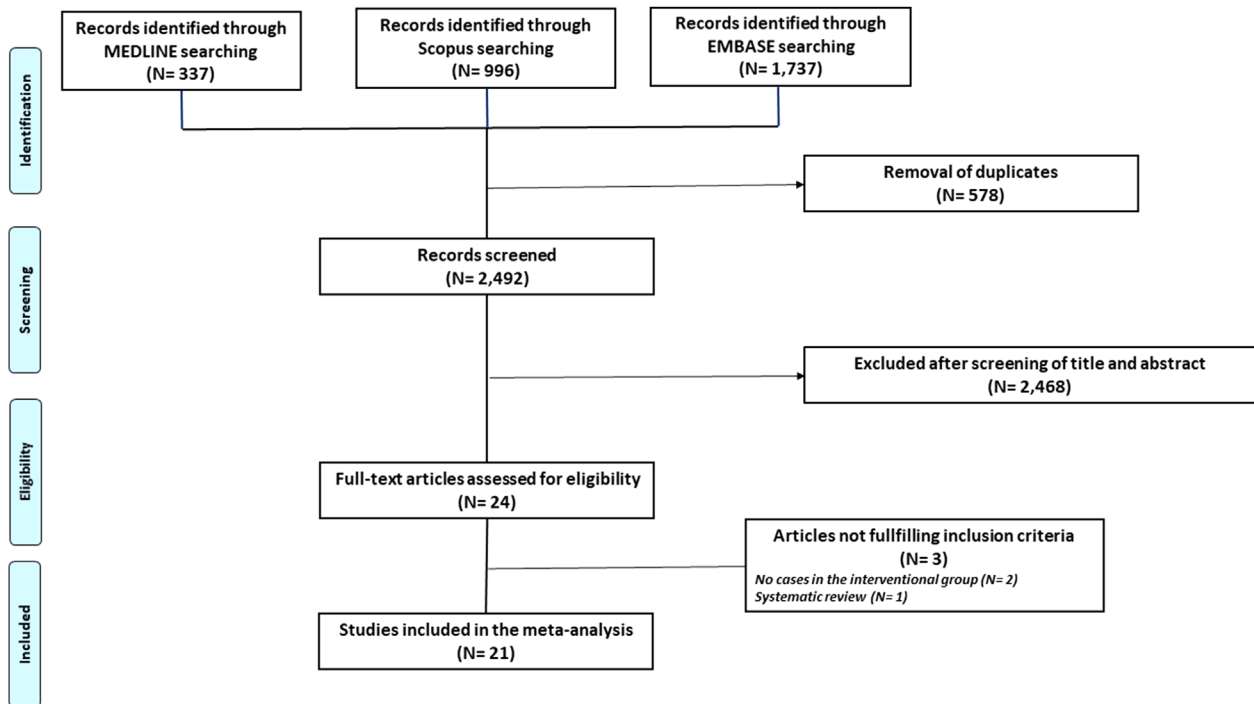 Identification
Records identified through
MEDLINE searching
(N= 337)
Records identified through
Scopus searching
(N= 996)
Records identified through
EMBASE searching
(N= 1,737)
Removal of duplicates
(N= 578)
Screening
Records screened
(N= 2,492)
Excluded after screening of title and abstract
(N= 2,468)
Eligibility
Full-text articles assessed for eligibility
(N= 24)
Articles not fullfilling inclusion criteria
(N= 3)
No cases in the interventional group (N= 2)
Systematic review (N= 1)
Included
Studies included in the meta-analysis
(N= 21)